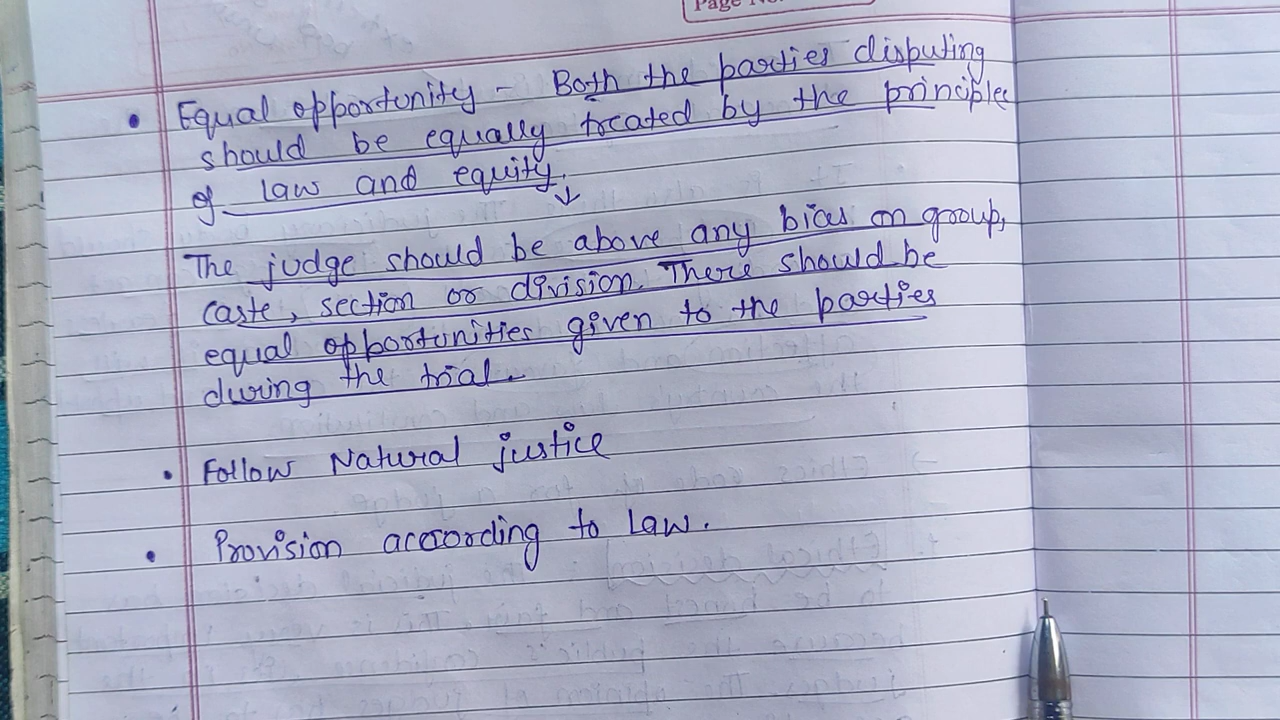 Page No.
• Equal opportunity - Both the parties disputing
should be equally treated by the principles
of law and equity.
↓
The judge should be above any bias on group,
caste, section or division. There should be
equal opportunities given to the parties
during the trial.
• Follow Natural justice
• Provision according to Law.